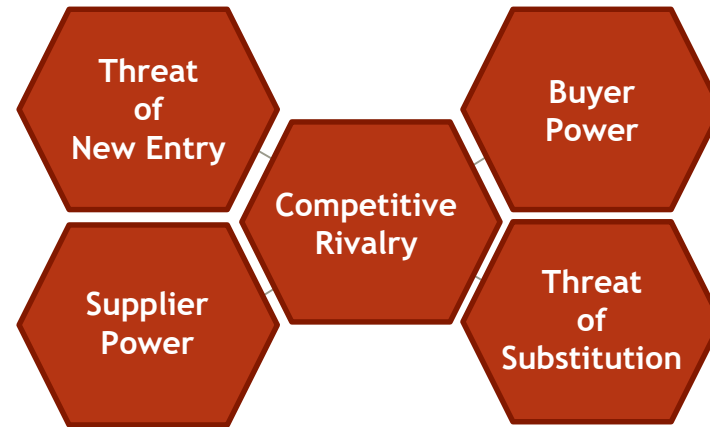 Threat
of
New Entry
Buyer
Power
Competitive
Rivalry
Supplier
Power
Threat
of
Substitution